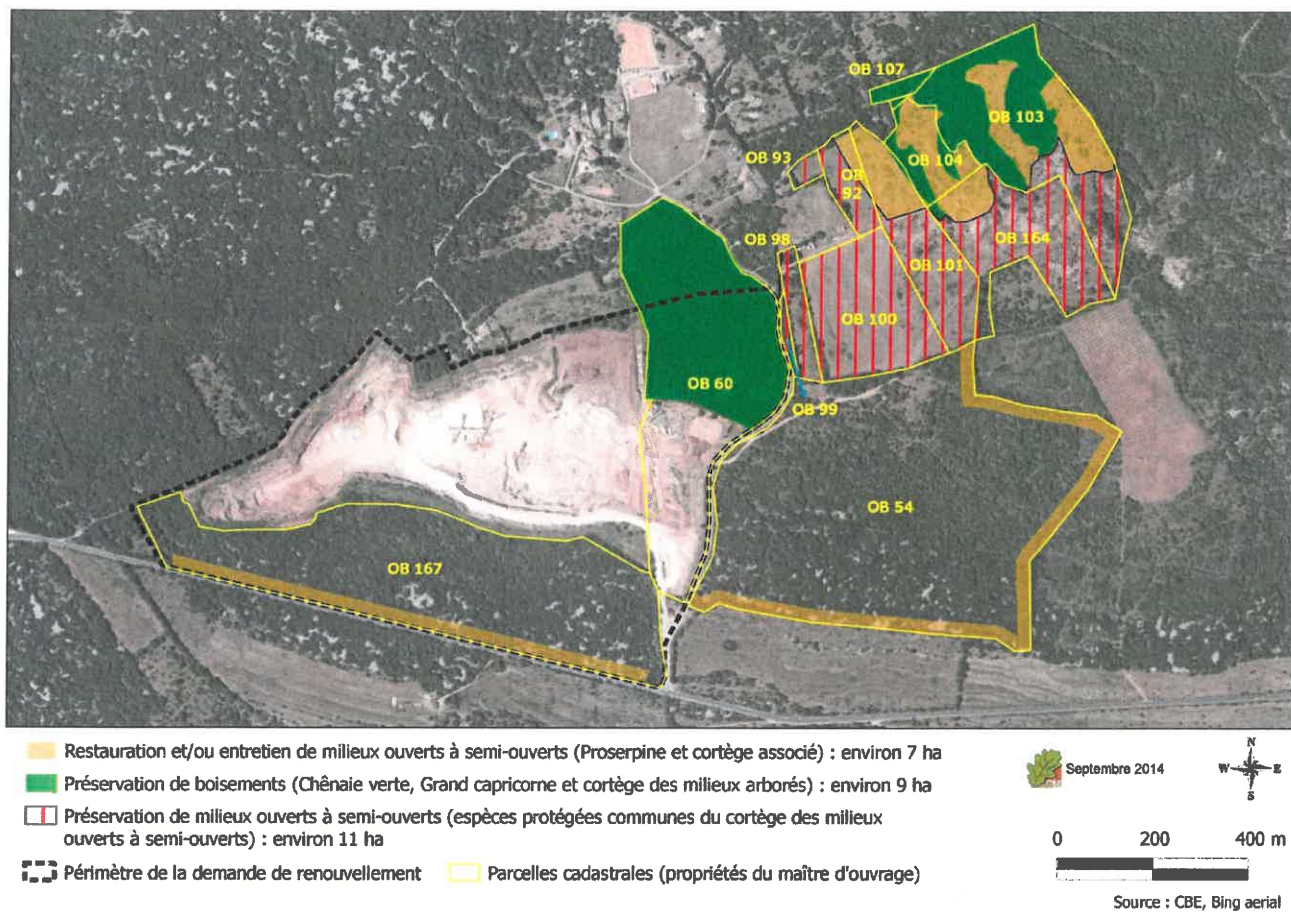 OB 107
OB 103
OB 93
OB 104
OB
92
OB 98
OB 164
OB 101
OB 100
OB 60
OB 99
OB 54
OB 167
Restauration et/ou entretien de milieux ouverts à semi-ouverts (Proserpine et cortège associé) : environ 7 ha
Préservation de boisements (Chênaie verte, Grand capricorne et cortège des milieux arborés) : environ 9 ha
Préservation de milieux ouverts à semi-ouverts (espèces protégées communes du cortège des milieux
ouverts à semi-ouverts) : environ 11 ha
Périmètre de la demande de renouvellement
Parcelles cadastrales (propriétés du maître d'ouvrage)
Septembre 2014
N
W E
S
0 200 400 m
Source : CBE, Bing aerial